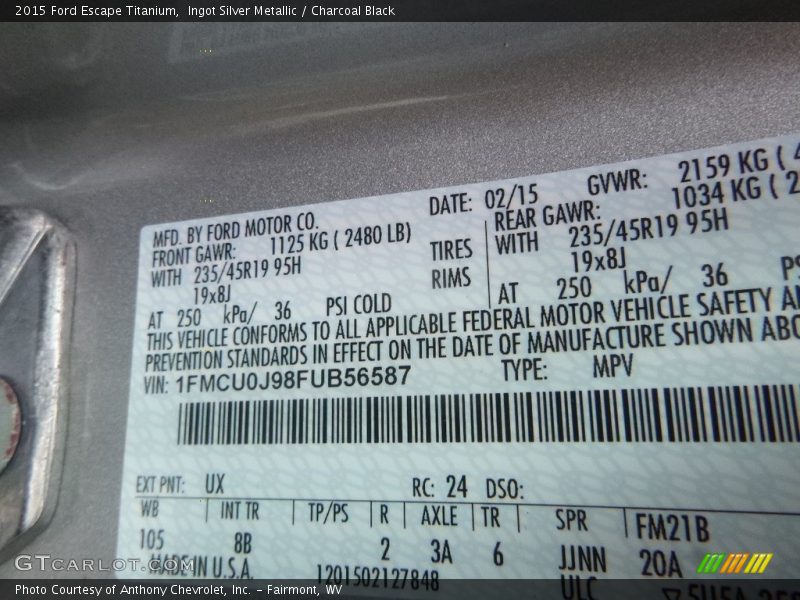 2015 Ford Escape Titanium, Ingot Silver Metallic / Charcoal Black
MFD. BY FORD MOTOR CO. DATE: 02/15 GVWR: 2159 KG (
FRONT GAWR: 1125 KG ( 2480 LB) REAR GAWR: 1034 KG (
WITH 235/45R19 95H TIRES WITH 235/45R19 95H
19x8J RIMS 19x8J
AT 250 kPa/ 36 PSI COLD AT 250 kPa/ 36
THIS VEHICLE CONFORMS TO ALL APPLICABLE FEDERAL MOTOR VEHICLE SAFETY
PREVENTION STANDARDS IN EFFECT ON THE DATE OF MANUFACTURE SHOWN
VIN: 1FMCU0J98FUB56587 TYPE: MPV
EXT PNT: UX RC: 24 DSO:
WB INT TR TP/PS R AXLE TR SPR FM21B
105 8B 2 3A 6 JJNN 20A
MADE IN U.S.A. 1201502127848 ULC
GTCARLOT.COM
Photo Courtesy of Anthony Chevrolet, Inc. – Fairmont, WV